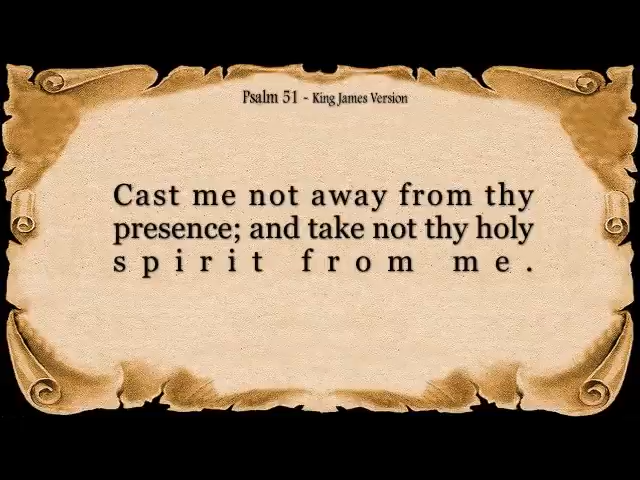 Psalm 51 - King James Version
Cast me not away from thy
presence; and take not thy holy
spirit from me.